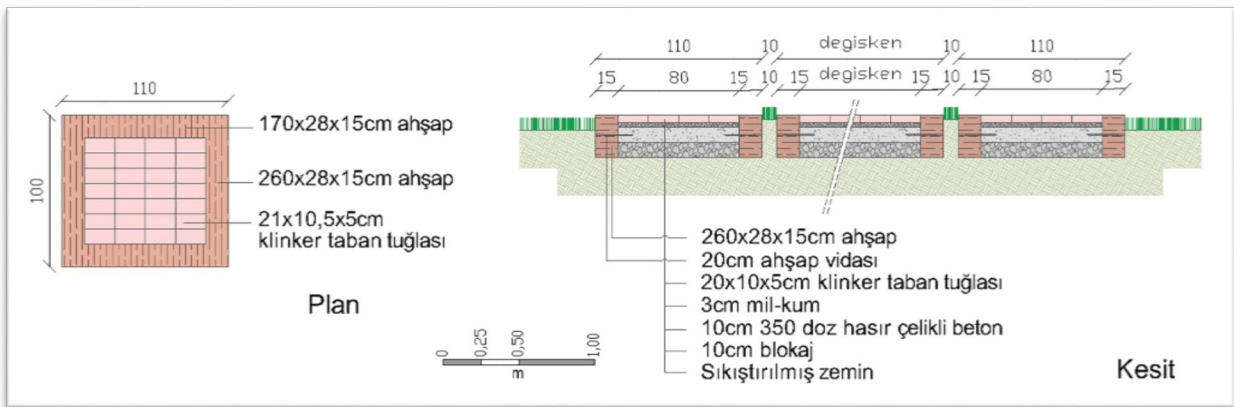 110
100
170x28x15cm ahşap
260x28x15cm ahşap
21x10,5x5cm
klinker taban tuğlası
Plan
110 10 degisken 10 110
15 80 15 10 15 degisken 15 10 15 80 15
260x28x15cm ahşap
20cm ahşap vidası
20x10x5cm klinker taban tuğlası
3cm mil-kum
10cm 350 doz hasır çelikli beton
10cm blokaj
Sıkıştırılmış zemin
0 0,25 0,50 1,00
m
Kesit